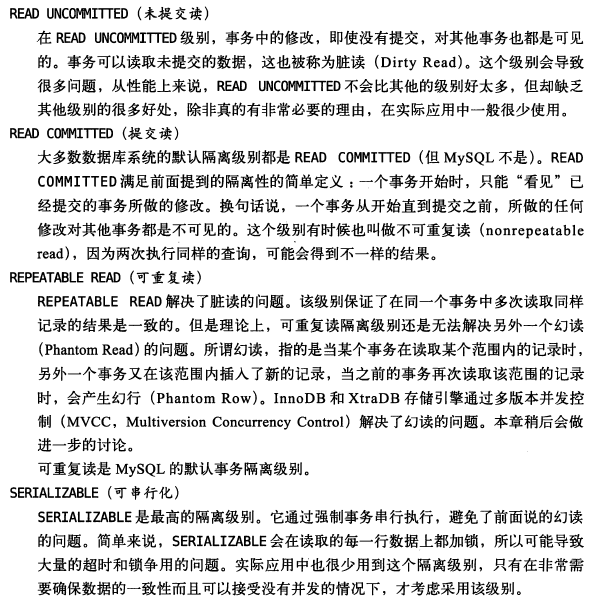 READ UNCOMMITTED（未提交读）
在 READ UNCOMMITTED 级别，事务中的修改，即使没有提交，对其他事务也都是可见
的。事务可以读取未提交的数据，这也被称为脏读（Dirty Read）。这个级别会导致
很多问题，从性能上来说，READ UNCOMMITTED 不会比其他的级别好太多，但却缺乏
其他级别的很多好处，除非真的有非常必要的理由，在实际应用中一般很少使用。
READ COMMITTED（提交读）
大多数数据库系统的默认隔离级别都是 READ COMMITTED（但 MySQL 不是）。READ
COMMITTED 满足前面提到的隔离性的简单定义：一个事务开始时，只能“看见”已
经提交的事务所做的修改。换句话说，一个事务从开始直到提交之前，所做的任何
修改对其他事务都是不可见的。这个级别有时候也叫做不可重复读（nonrepeatable
read），因为两次执行同样的查询，可能会得到不一样的结果。
REPEATABLE READ（可重复读）
REPEATABLE READ 解决了脏读的问题。该级别保证了在同一个事务中多次读取同样
记录的结果是一致的。但是理论上，可重复读隔离级别还是无法解决另外一个幻读
（Phantom Read）的问题。所谓幻读，指的是当某个事务在读取某个范围内的记录时，
另外一个事务又在该范围内插入了新的记录，当之前的事务再次读取该范围的记录
时，会产生幻行（Phantom Row）。InnoDB 和 XtraDB 存储引擎通过多版本并发控
制（MVCC，Multiversion Concurrency Control）解决了幻读的问题。本章稍后会做
进一步的讨论。
可重复读是 MySQL 的默认事务隔离级别。
SERIALIZABLE（可串行化）
SERIALIZABLE 是最高的隔离级别。它通过强制事务串行执行，避免了前面说的幻读
的问题。简单来说，SERIALIZABLE 会在读取的每一行数据上都加锁，所以可能导致
大量的超时和锁争用的问题。实际应用中也很少用到这个隔离级别，只有在非常需
要确保数据的一致性而且可以接受没有并发的情况下，才考虑采用该级别。